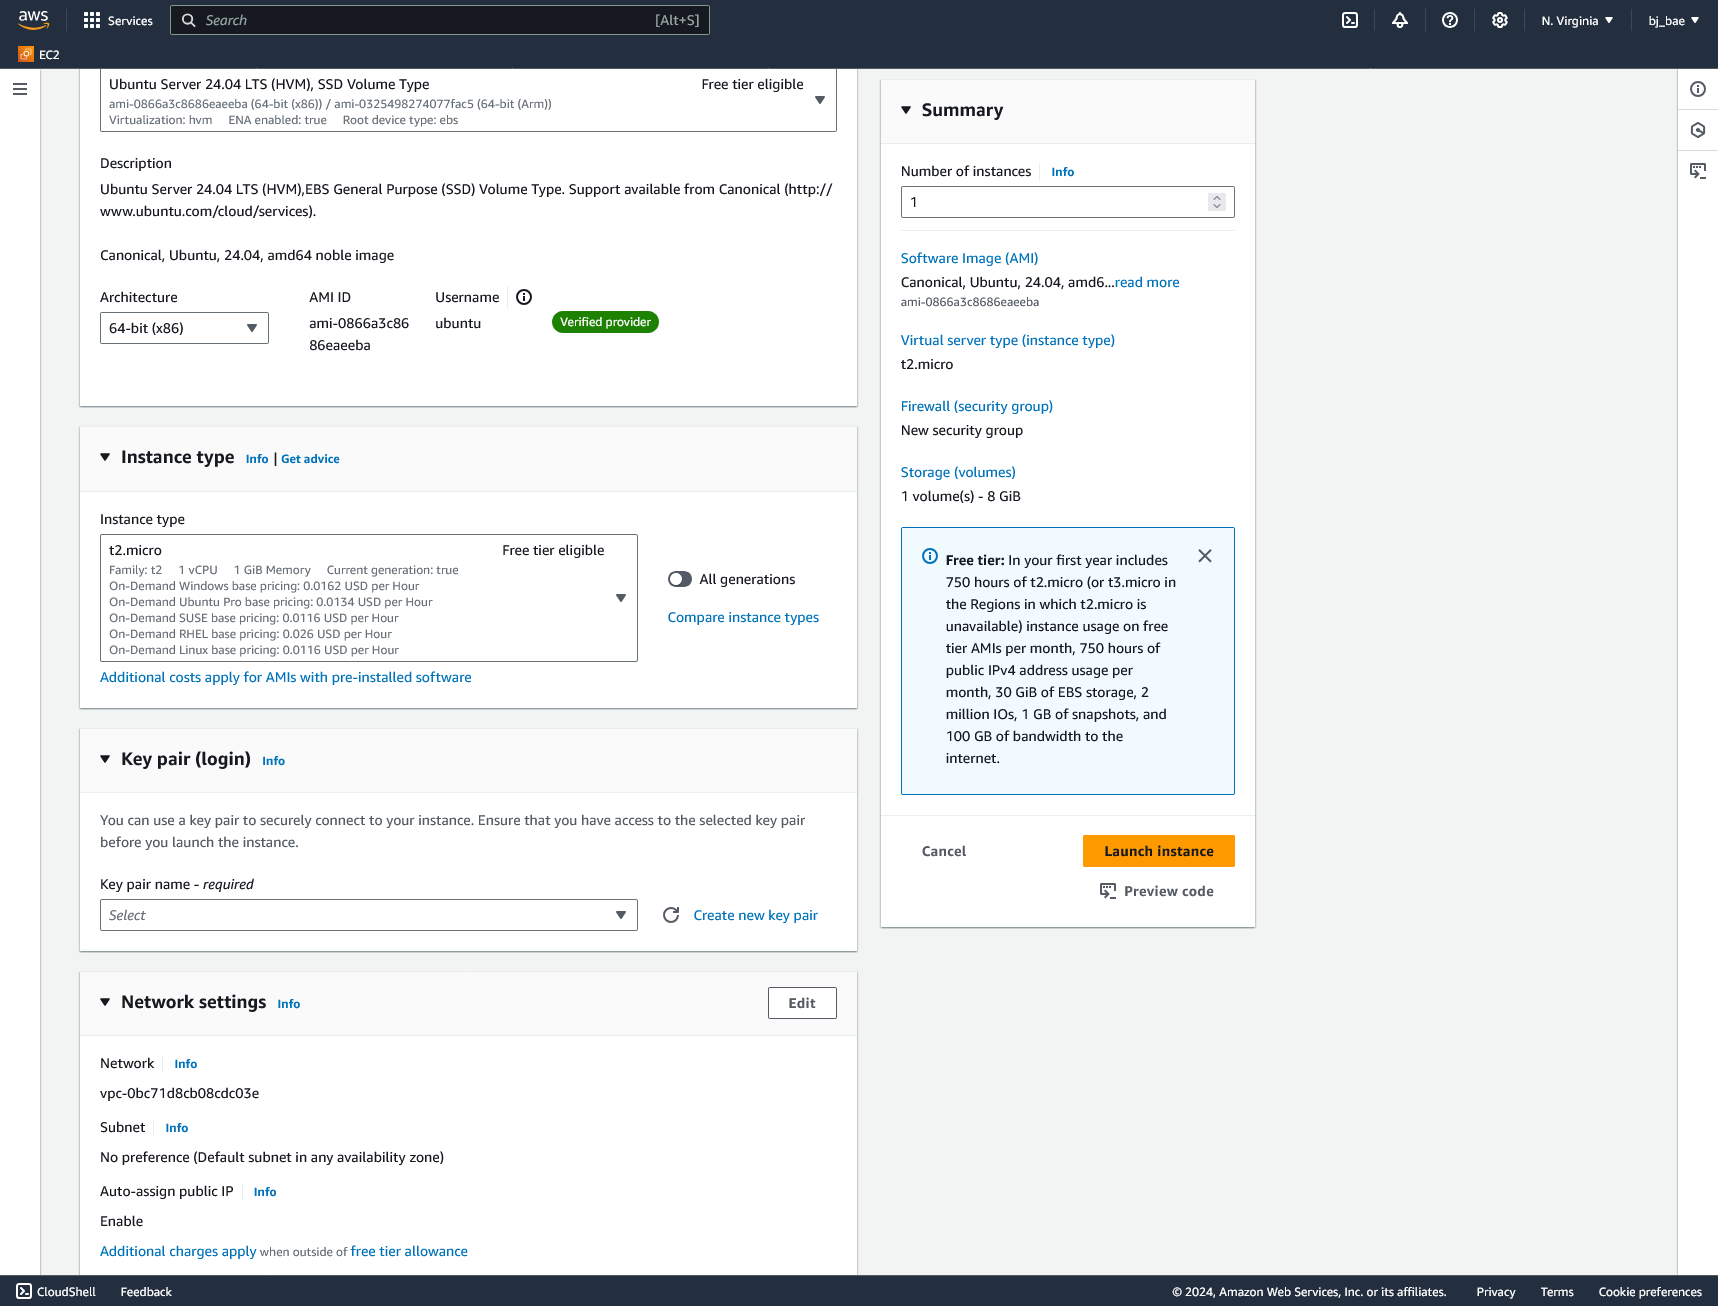 aws
Services
Search
[Alt+S]
N. Virginia
bj_bae
EC2
Ubuntu Server 24.04 LTS (HVM), SSD Volume Type
Free tier eligible
ami-0866a3c8686eaeeba (64-bit (x86)) / ami-0325498274077fac5 (64-bit (Arm))
Virtualization: hvm ENA enabled: true Root device type: ebs
Description
Ubuntu Server 24.04 LTS (HVM),EBS General Purpose (SSD) Volume Type. Support available from Canonical (http://
www.ubuntu.com/cloud/services).
Canonical, Ubuntu, 24.04, amd64 noble image
Architecture
64-bit (x86)
AMI ID
ami-0866a3c86
86eaeeba
Username
ubuntu
Verified provider
Instance type Info | Get advice
Instance type
t2.micro
Free tier eligible
Family: t2 1 vCPU 1 GiB Memory Current generation: true
On-Demand Windows base pricing: 0.0162 USD per Hour
On-Demand Ubuntu Pro base pricing: 0.0134 USD per Hour
On-Demand SUSE base pricing: 0.0116 USD per Hour
On-Demand RHEL base pricing: 0.026 USD per Hour
On-Demand Linux base pricing: 0.0116 USD per Hour
All generations
Compare instance types
Additional costs apply for AMIs with pre-installed software
Key pair (login) Info
You can use a key pair to securely connect to your instance. Ensure that you have access to the selected key pair
before you launch the instance.
Key pair name - required
Select
Create new key pair
Network settings Info
Edit
Network Info
vpc-0bc71d8cb08cdc03e
Subnet Info
No preference (Default subnet in any availability zone)
Auto-assign public IP Info
Enable
Additional charges apply when outside of free tier allowance
Summary
Number of instances Info
1
Software Image (AMI)
Canonical, Ubuntu, 24.04, amd6...read more
ami-0866a3c8686eaeeba
Virtual server type (instance type)
t2.micro
Firewall (security group)
New security group
Storage (volumes)
1 volume(s) - 8 GiB
Free tier: In your first year includes
750 hours of t2.micro (or t3.micro in
the Regions in which t2.micro is
unavailable) instance usage on free
tier AMIs per month, 750 hours of
public IPv4 address usage per
month, 30 GiB of EBS storage, 2
million IOs, 1 GB of snapshots, and
100 GB of bandwidth to the
internet.
Cancel
Launch instance
Preview code
CloudShell
Feedback
© 2024, Amazon Web Services, Inc. or its affiliates.
Privacy
Terms
Cookie preferences